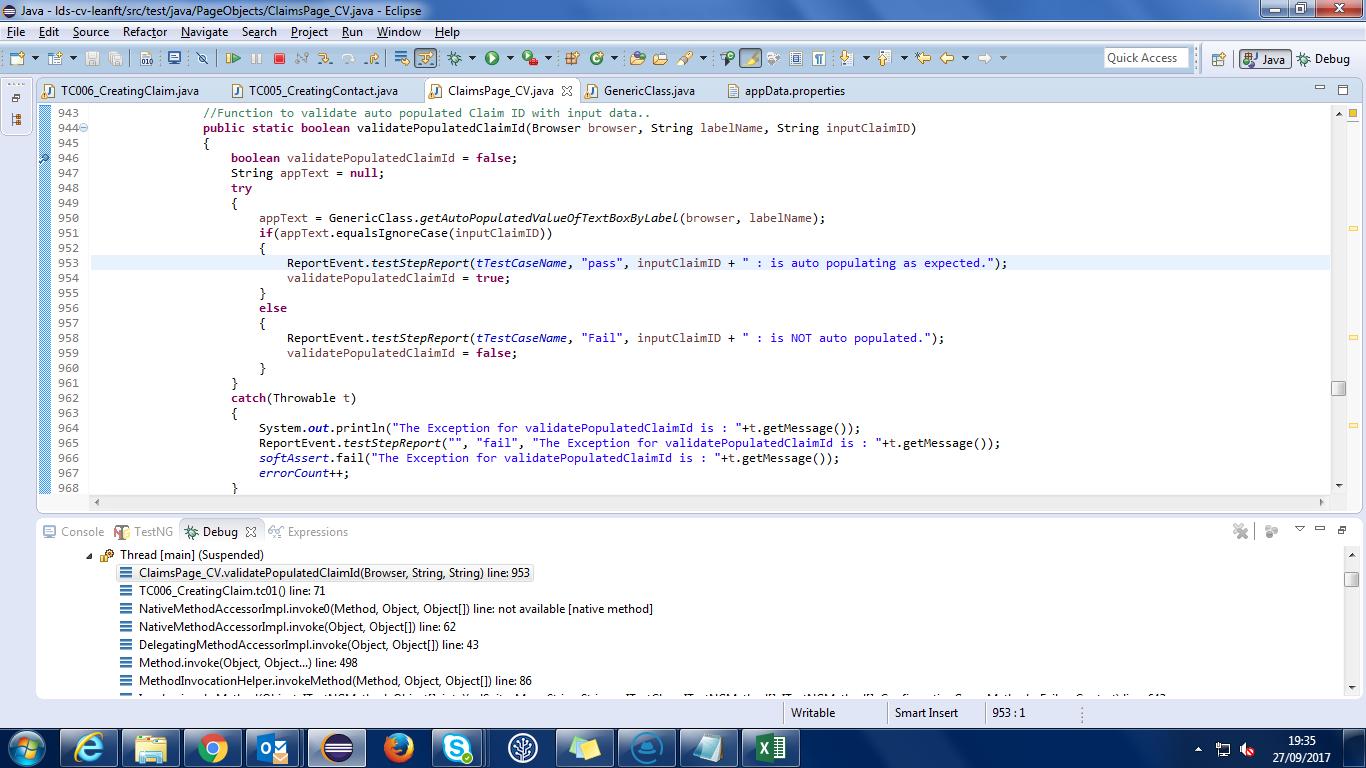 Java - lds-cv-leanft/src/test/java/PageObjects/ClaimsPage_CV.java - Eclipse
File Edit Source Refactor Navigate Search Project Run Window Help
Quick Access Java Debug
TC006_CreatingClaim.java TC005_CreatingContact.java ClaimsPage_CV.java GenericClass.java appData.properties
943 //Function to validate auto populated Claim ID with input data..
944 public static boolean validatePopulatedClaimId(Browser browser, String labelName, String inputClaimID)
945 {
946 boolean validatePopulatedClaimId = false;
947 String appText = null;
948 try
949 {
950 appText = GenericClass.getAutoPopulatedValueOfTextBoxByLabel(browser, labelName);
951 if(appText.equalsIgnoreCase(inputClaimID))
952 {
953 ReportEvent.testStepReport(tTestCaseName, "pass", inputClaimID + " : is auto populating as expected.");
954 validatePopulatedClaimId = true;
955 }
956 else
957 {
958 ReportEvent.testStepReport(tTestCaseName, "Fail", inputClaimID + " : is NOT auto populated.");
959 validatePopulatedClaimId = false;
960 }
961 }
962 catch(Throwable t)
963 {
964 System.out.println("The Exception for validatePopulatedClaimId is : "+t.getMessage());
965 ReportEvent.testStepReport("", "fail", "The Exception for validatePopulatedClaimId is : "+t.getMessage());
966 softAssert.fail("The Exception for validatePopulatedClaimId is : "+t.getMessage());
967 errorCount++;
968 }
Console TestNG Debug Expressions
Thread [main] (Suspended)
ClaimsPage_CV.validatePopulatedClaimId(Browser, String, String) line: 953
TC006_CreatingClaim.tc01() line: 71
NativeMethodAccessorImpl.invoke0(Method, Object, Object[]) line: not available [native method]
NativeMethodAccessorImpl.invoke(Object, Object[]) line: 62
DelegatingMethodAccessorImpl.invoke(Object, Object[]) line: 43
Method.invoke(Object, Object...) line: 498
MethodInvocationHelper.invokeMethod(Method, Object, Object[]) line: 86
Writable Smart Insert 953 : 1
19:35
27/09/2017